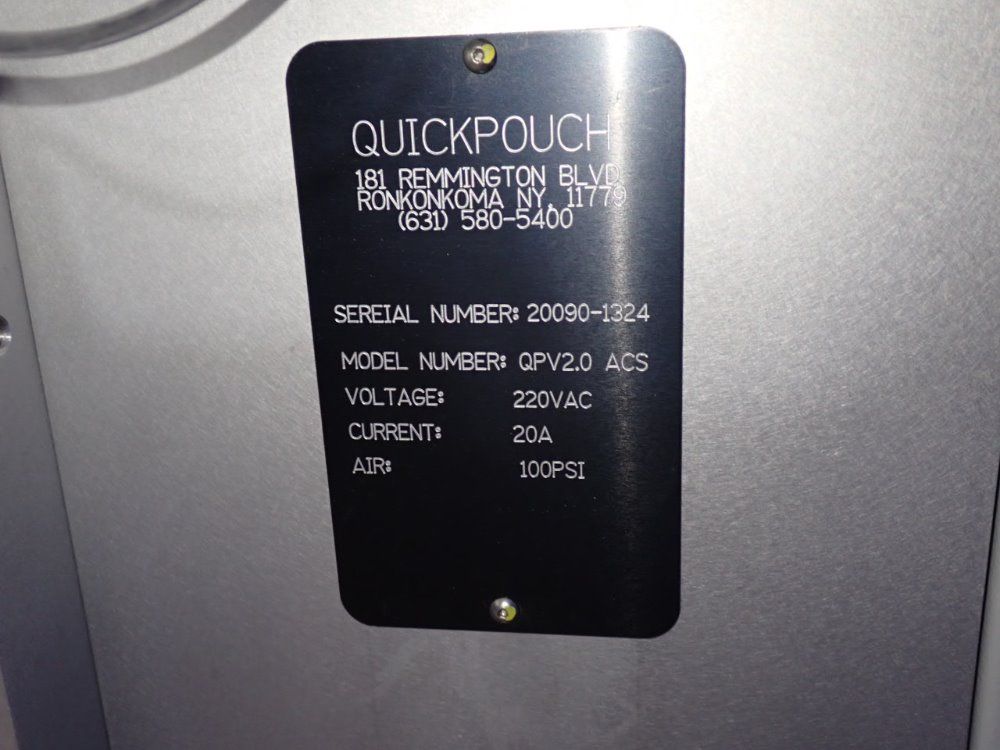 QUICKPOUCH
181 REMMINGTON BLVD
RONKONKOMA NY, 11779
(631) 580-5400
SEREIAL NUMBER: 20090-1324
MODEL NUMBER: QPV2.0 ACS
VOLTAGE: 220VAC
CURRENT: 20A
AIR: 100PSI